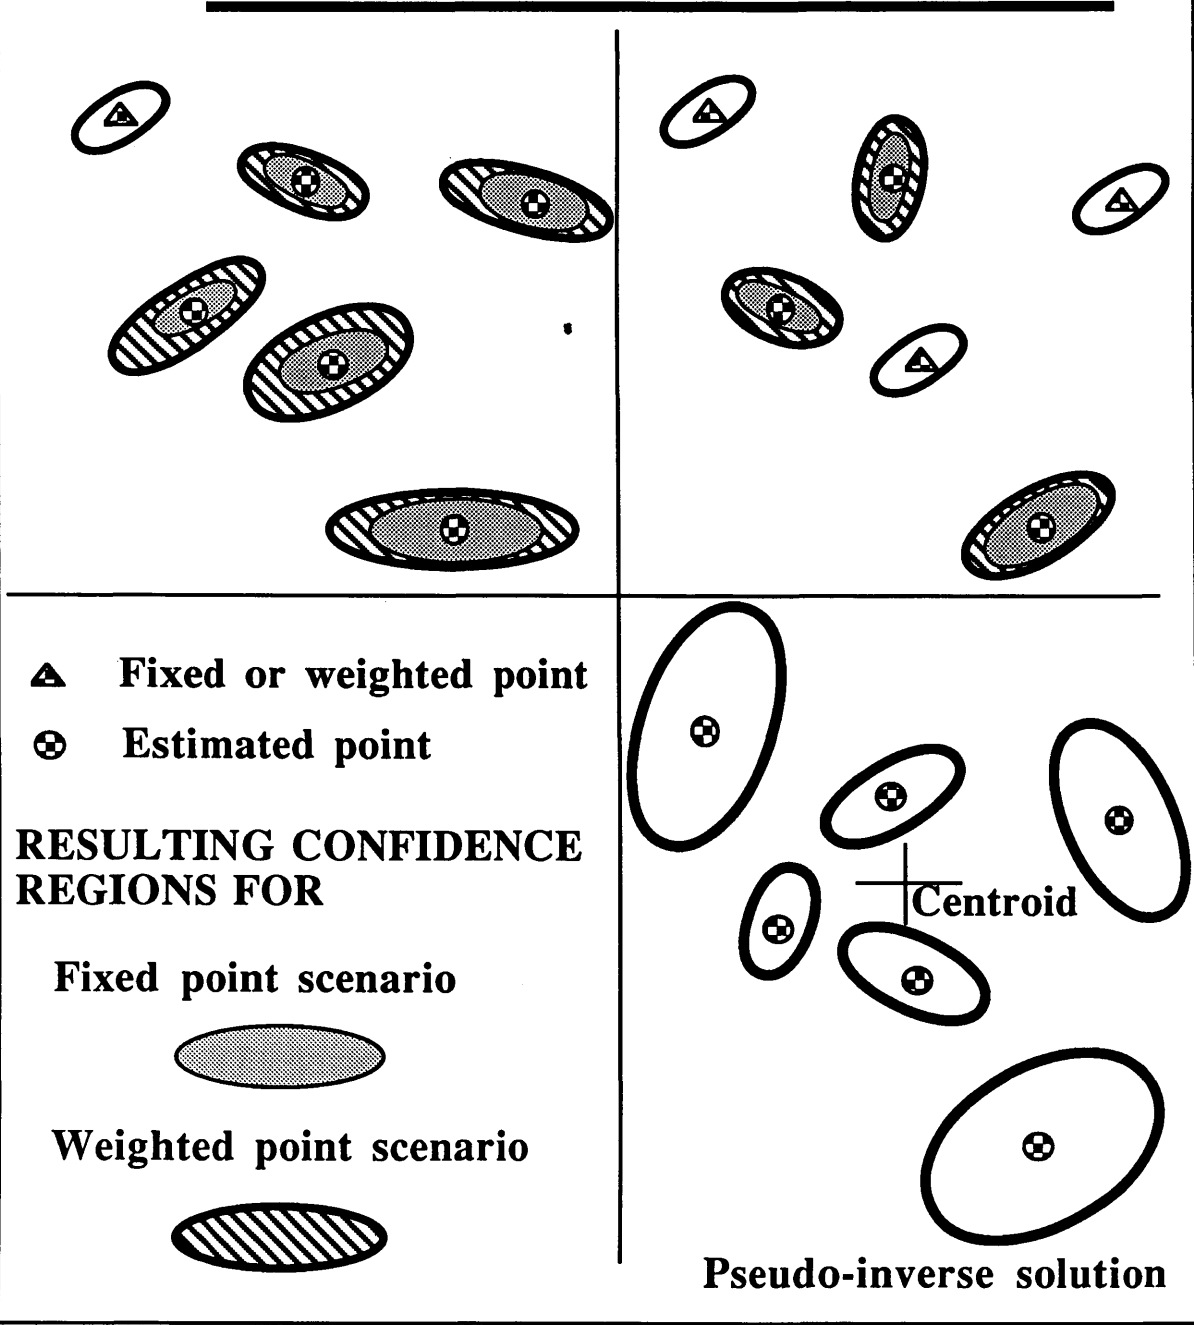 Fixed or weighted point
Estimated point
RESULTING CONFIDENCE
REGIONS FOR
Fixed point scenario
Weighted point scenario
Centroid
Pseudo-inverse solution